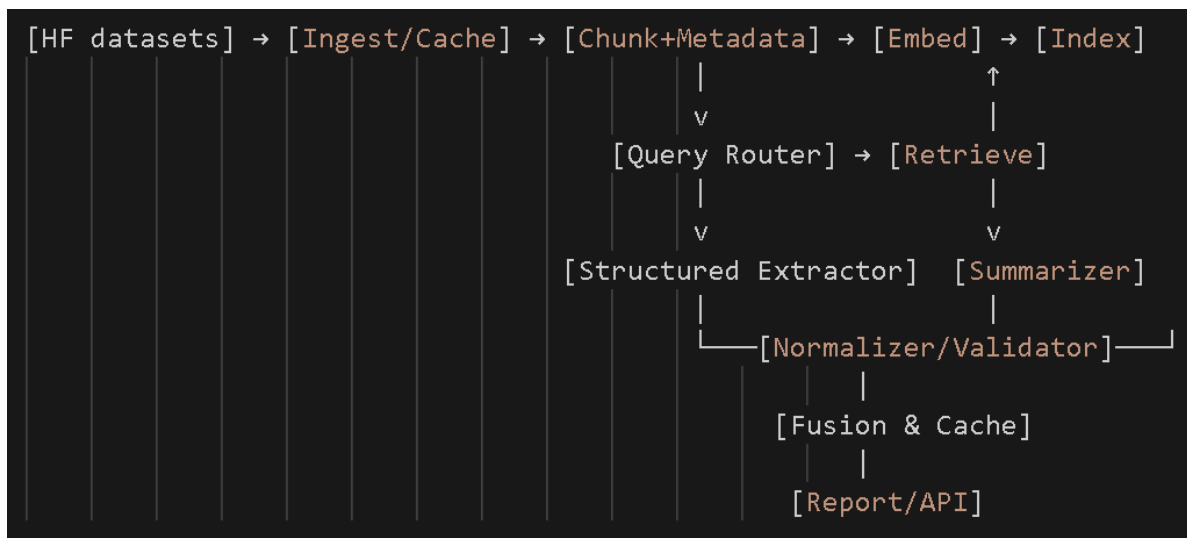 [HF datasets] → [Ingest/Cache] → [Chunk+Metadata] → [Embed] → [Index]
| ↑
v |
[Query Router] → [Retrieve]
| |
v v
[Structured Extractor] [Summarizer]
| |
└───[Normalizer/Validator]───┘
|
[Fusion & Cache]
|
[Report/API]